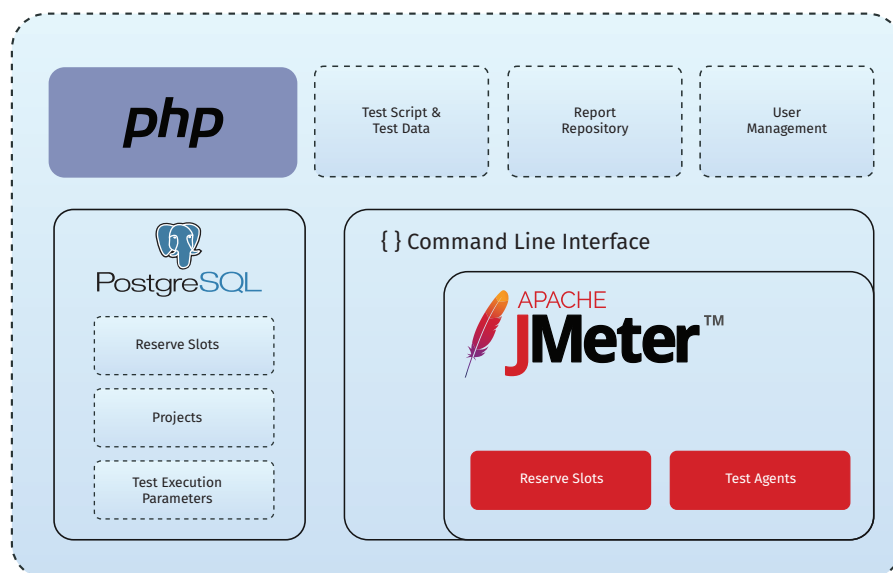 php
Test Script &
Test Data
Report
Repository
User
Management
PostgreSQL
Reserve Slots
Projects
Test Execution
Parameters
{ } Command Line Interface
APACHE
JMeter™
Reserve Slots
Test Agents